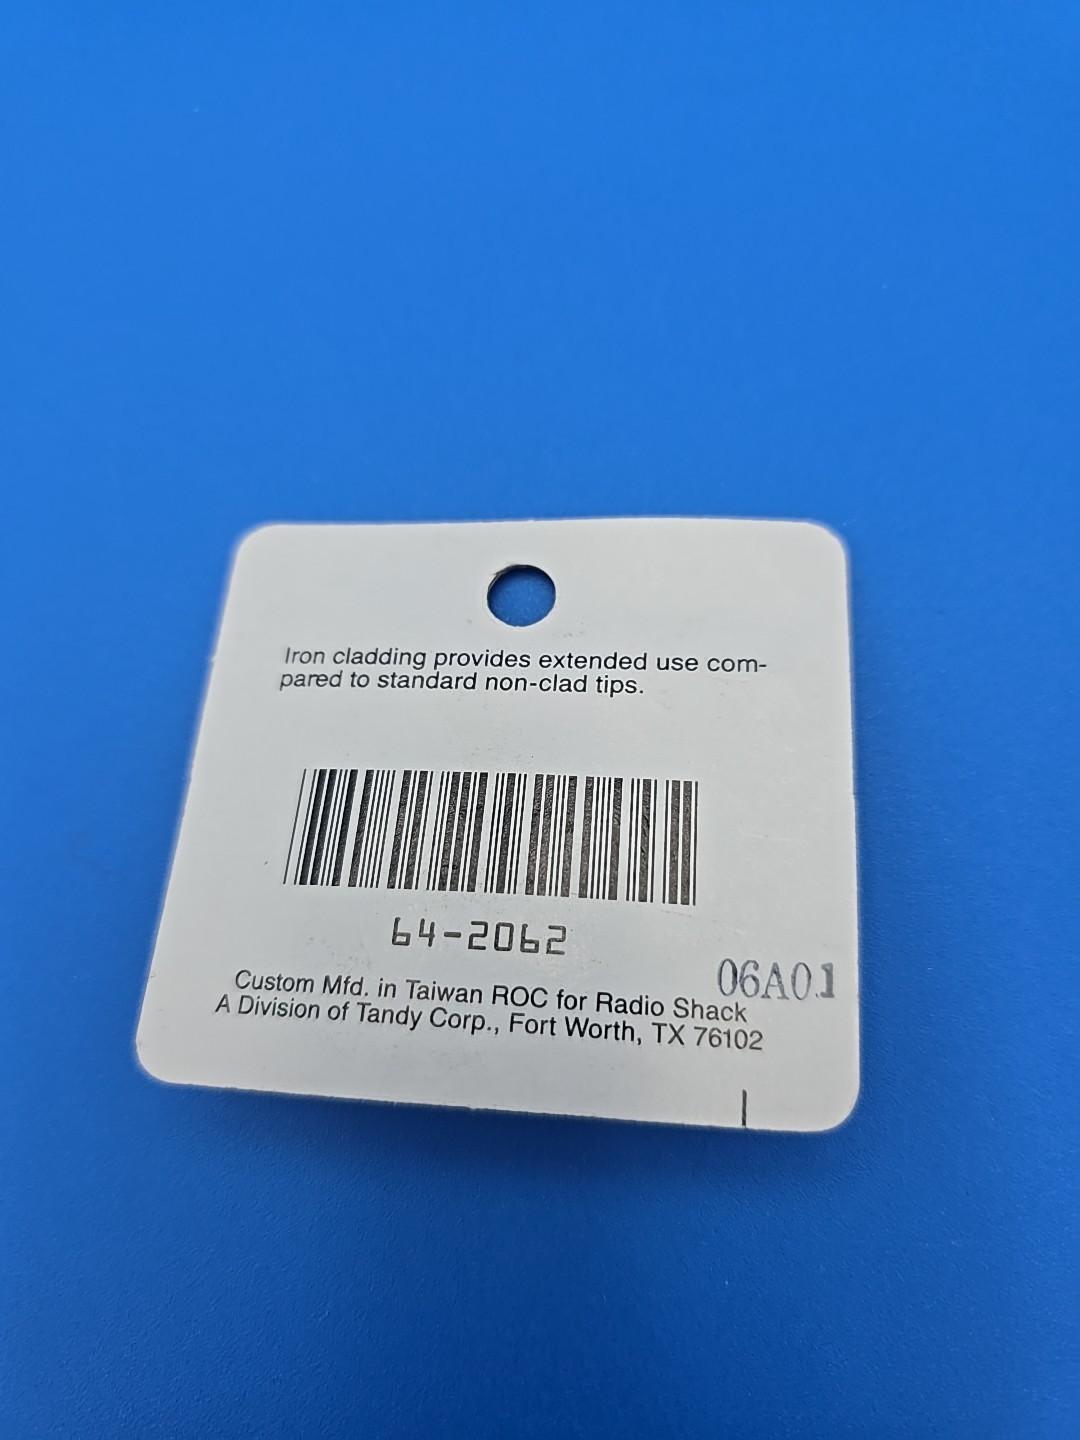 Iron cladding provides extended use com-
pared to standard non-clad tips.
64-2062
06A01
Custom Mfd. in Taiwan ROC for Radio Shack
A Division of Tandy Corp., Fort Worth, TX 76102